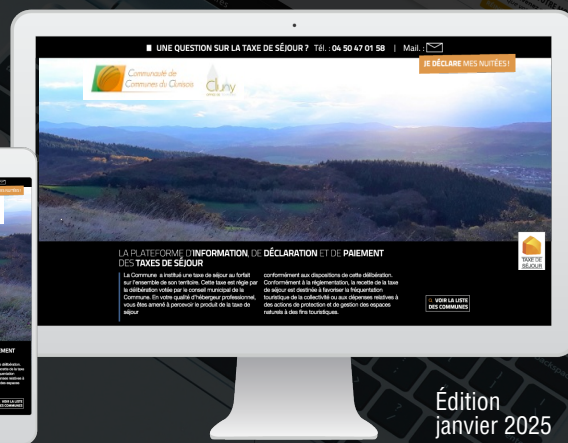 UNE QUESTION SUR LA TAXE DE SÉJOUR ? Tél. : 04 50 47 01 58 | Mail. :
JE DÉCLARE MES NUITÉES !
Communauté de
Communes du Clunisois
Cluny
LA PLATEFORME D'INFORMATION, DE DÉCLARATION ET DE PAIEMENT
DES TAXES DE SÉJOUR
La Commune a institué une taxe de séjour au forfait
sur l'ensemble de son territoire. Cette taxe est régie par
la délibération votée par le conseil municipal de la
Commune. En votre qualité d'hébergeur professionnel,
vous êtes amené à percevoir le produit de la taxe de
séjour
conformément aux dispositions de cette délibération.
Conformément à la réglementation, la recette de la taxe
de séjour est destinée à favoriser la fréquentation
touristique de la collectivité ou aux dépenses relatives à
des actions de protection et de gestion des espaces
naturels à des fins touristiques.
TAXE DE
SÉJOUR
VOIR LA LISTE
DES COMMUNES
Édition
janvier 2025